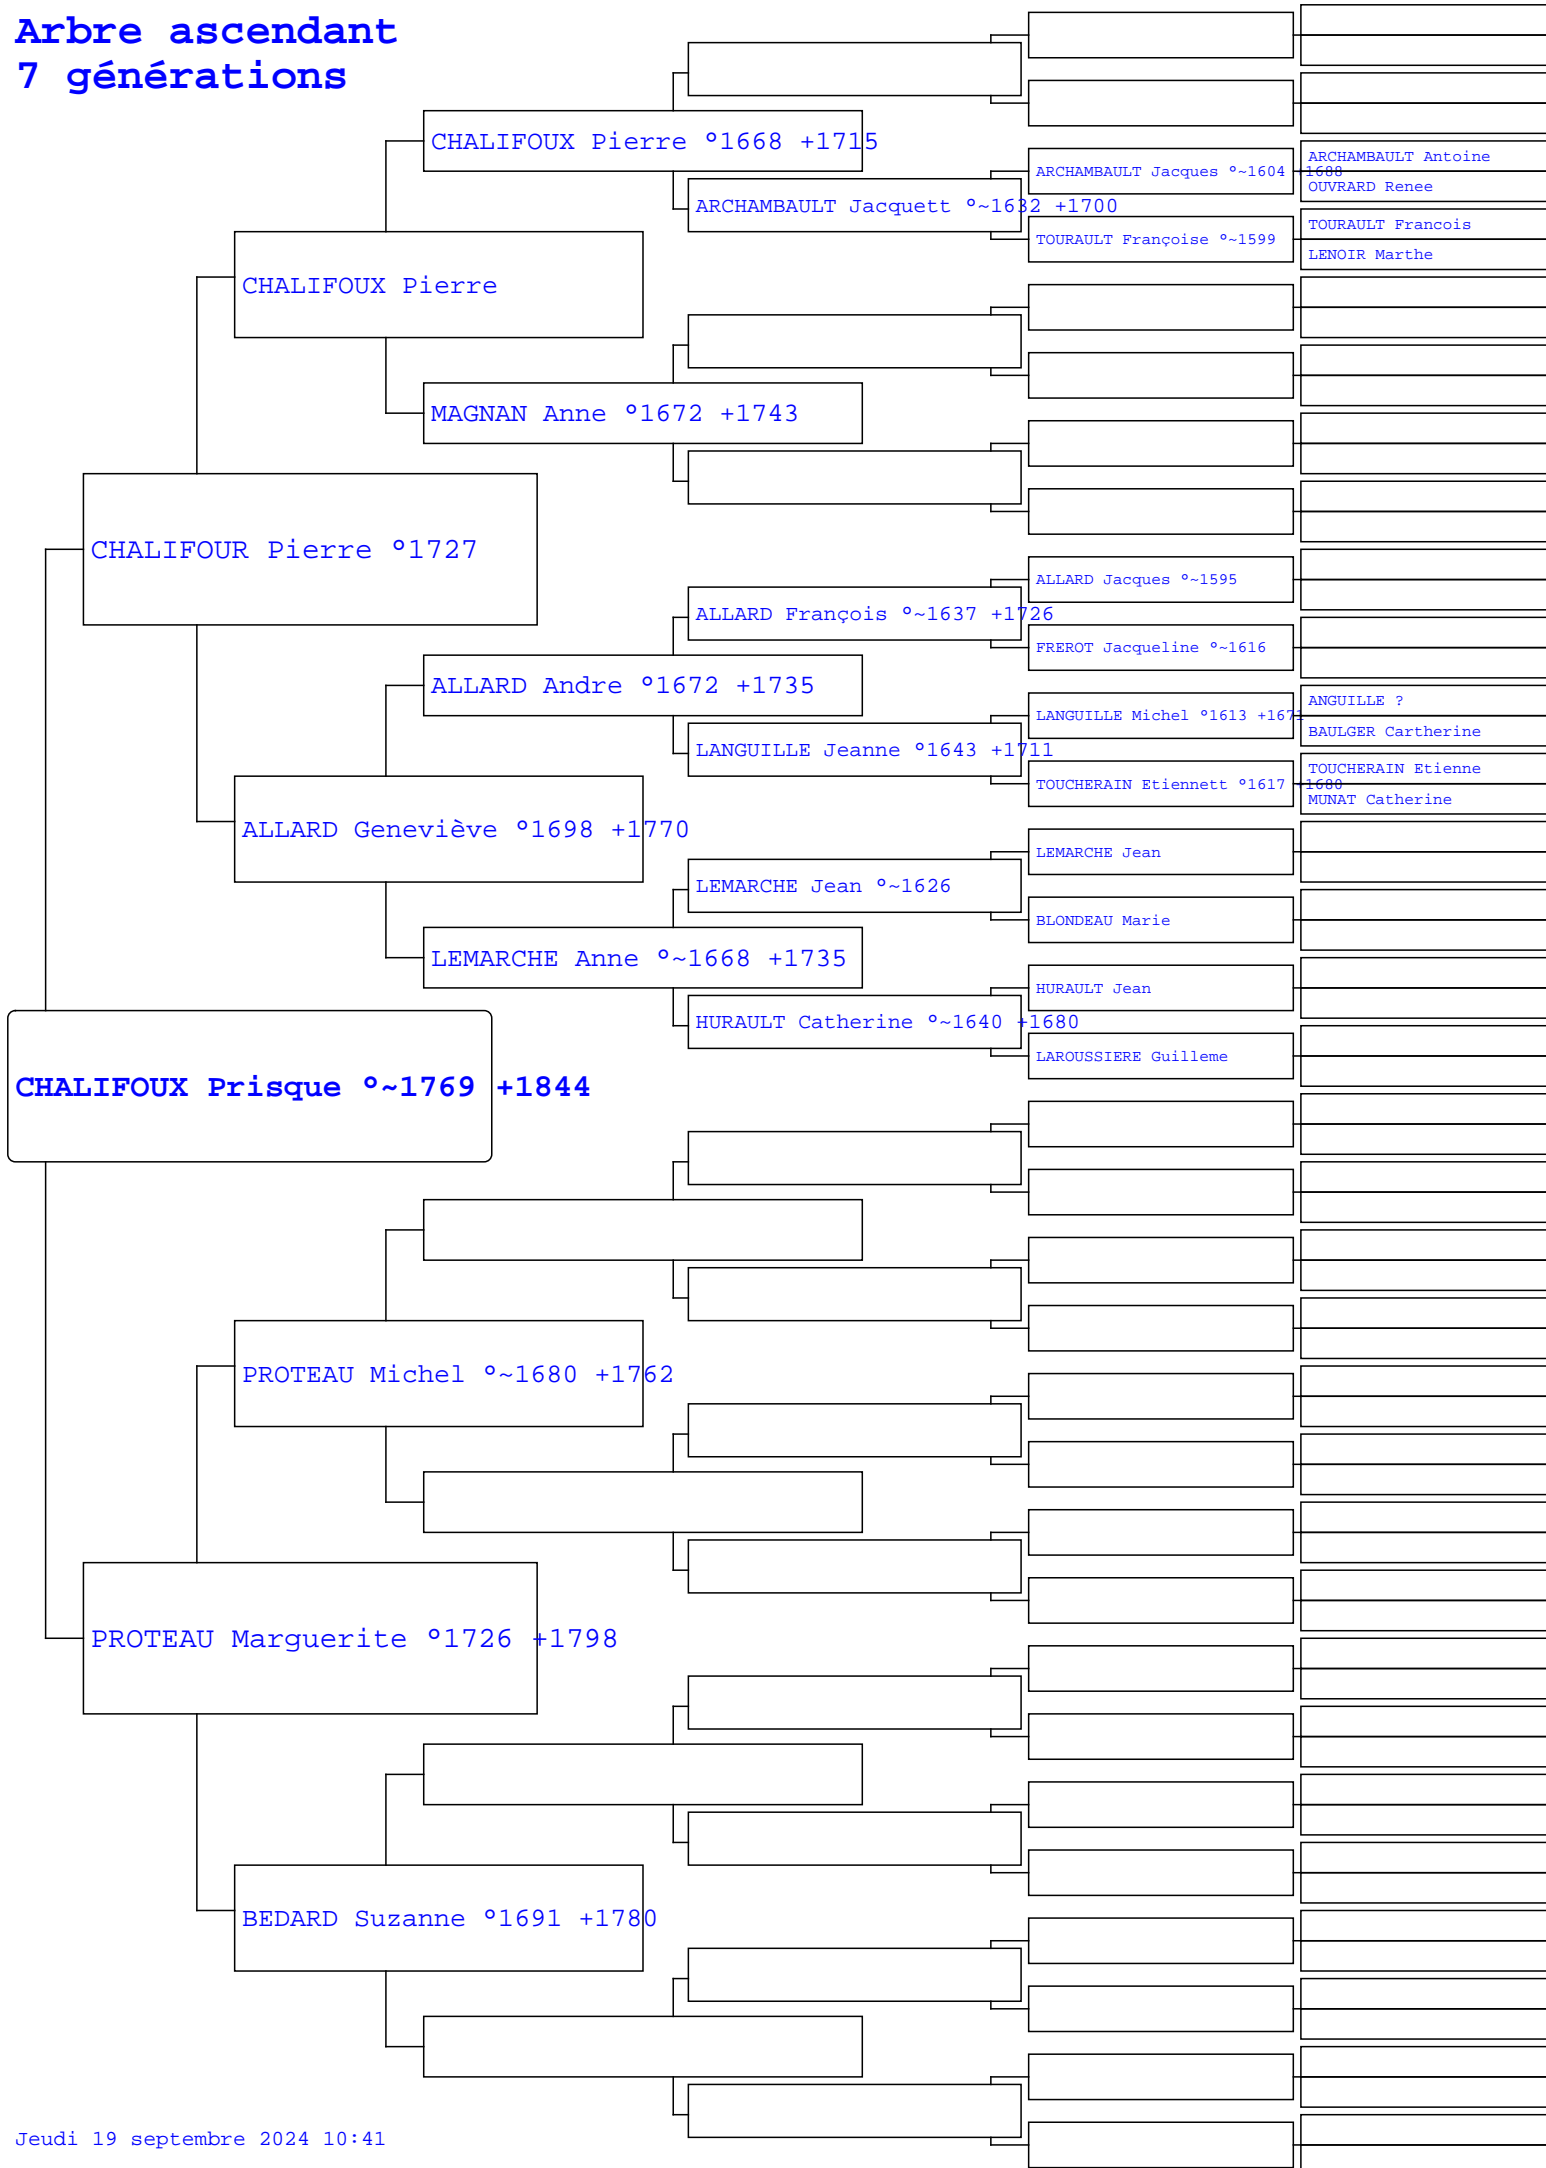 Arbre ascendant
7 générations
CHALIFOUX Pierre °1668 +1715
ARCHAMBAULT Antoine
ARCHAMBAULT Jacques °~1604 +1688
OUVRARD Renee
ARCHAMBAULT Jacquett °~1632 +1700
TOURAULT Francois
TOURAULT Françoise °~1599
LENOIR Marthe
CHALIFOUX Pierre
MAGNAN Anne °1672 +1743
CHALIFOUR Pierre °1727
ALLARD Jacques °~1595
ALLARD François °~1637 +1726
FREROT Jacqueline °~1616
ALLARD Andre °1672 +1735
ANGUILLE ?
LANGUILLE Michel °1613 +1671
BAULGER Cartherine
LANGUILLE Jeanne °1643 +1711
TOUCHERAIN Etienne
TOUCHERAIN Etiennett °1617 +1680
MUNAT Catherine
ALLARD Geneviève °1698 +1770
LEMARCHE Jean
LEMARCHE Jean °~1626
BLONDEAU Marie
LEMARCHE Anne °~1668 +1735
HURAULT Jean
HURAULT Catherine °~1640 +1680
LAROUSSIERE Guilleme
CHALIFOUX Prisque °~1769 +1844
PROTEAU Michel °~1680 +1762
PROTEAU Marguerite °1726 +1798
BEDARD Suzanne °1691 +1780
Jeudi 19 septembre 2024 10:41